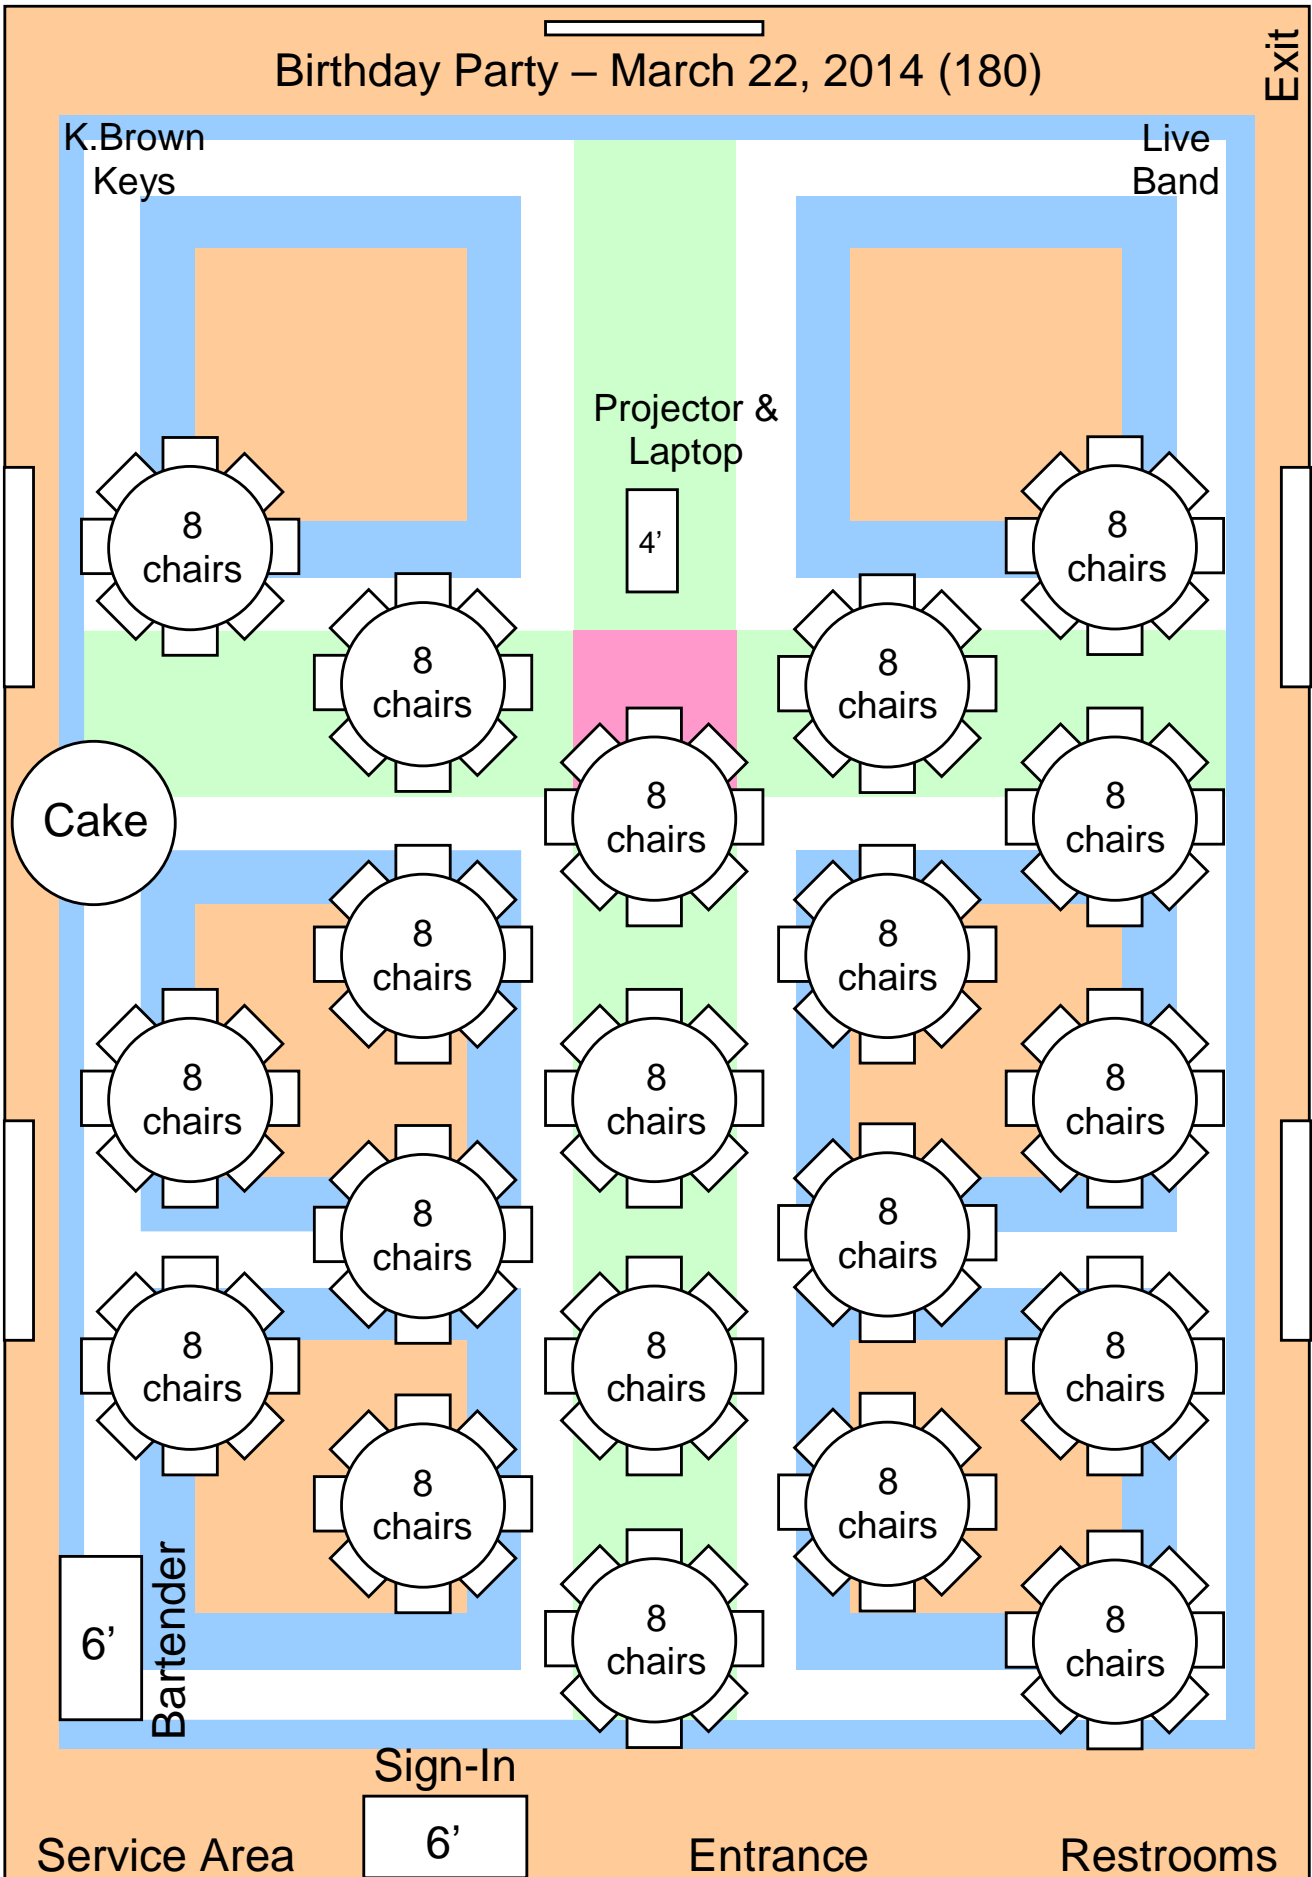 Exit
Birthday Party – March 22, 2014 (180)
K.Brown
Keys
Live
Band
Projector &
Laptop
4’
8
chairs
8
chairs
8
chairs
8
chairs
8
chairs
8
chairs
Cake
8
chairs
8
chairs
8
chairs
8
chairs
8
chairs
8
chairs
8
chairs
8
chairs
8
chairs
8
chairs
8
chairs
8
chairs
8
chairs
8
chairs
6’
Bartender
Sign-In
6’
Service Area
Entrance
Restrooms